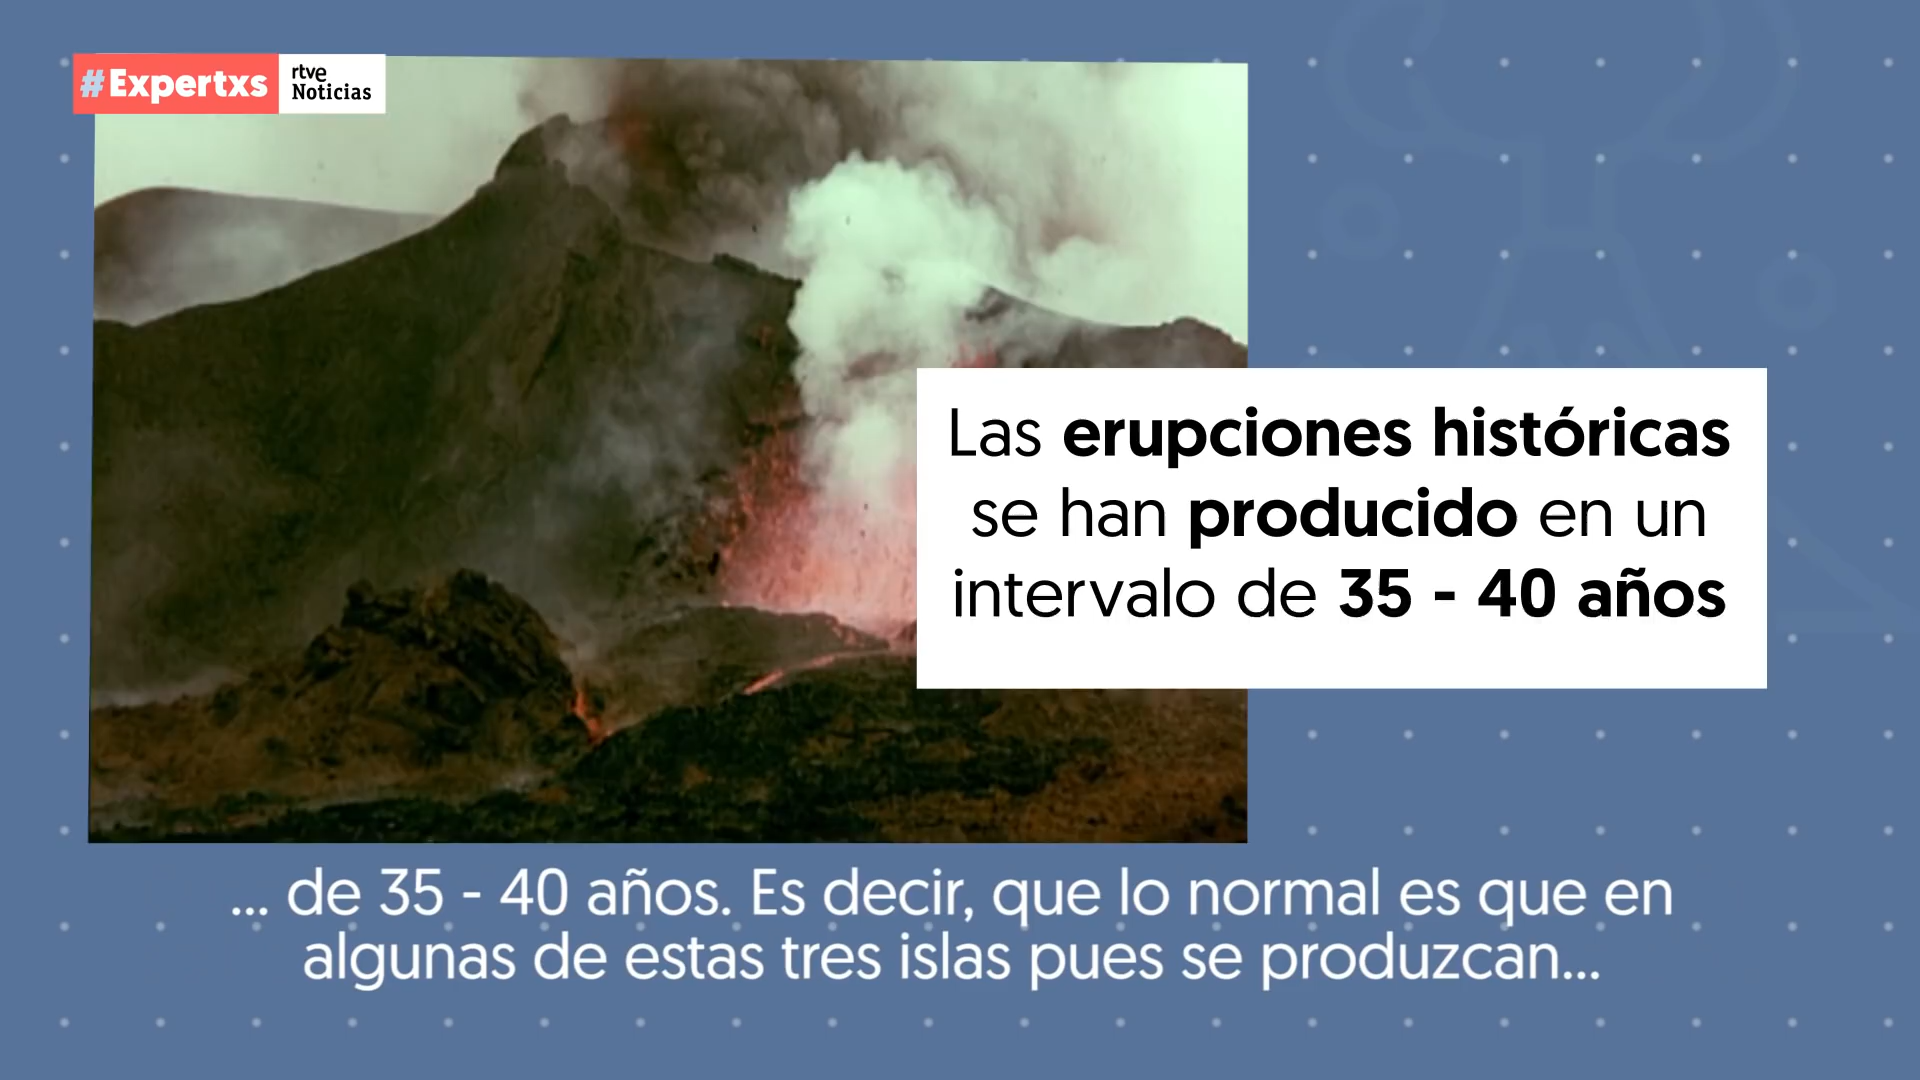 #Expertxs
rtve
Noticias
Las erupciones históricas
se han producido en un
intervalo de 35 - 40 años
... de 35 - 40 años. Es decir, que lo normal es que en
algunas de estas tres islas pues se produzcan...